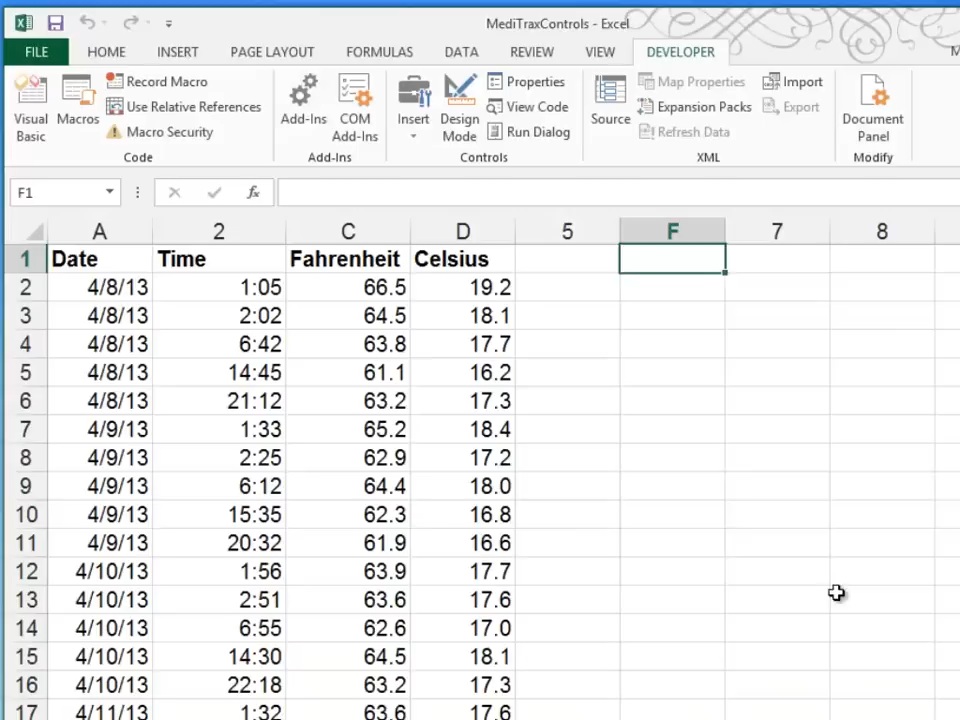 MediTraxControls - Excel
FILE HOME INSERT PAGE LAYOUT FORMULAS DATA REVIEW VIEW DEVELOPER M
Visual Basic
Macros
Record Macro
Use Relative References
Macro Security
Code
Add-Ins
COM Add-Ins
Add-Ins
Insert
Design Mode
Properties
View Code
Run Dialog
Controls
Source
Map Properties
Expansion Packs
Refresh Data
Import
Export
XML
Document Panel
Modify
F1 fx
A 2 C D 5 F 7 8
1 Date Time Fahrenheit Celsius
2 4/8/13 1:05 66.5 19.2
3 4/8/13 2:02 64.5 18.1
4 4/8/13 6:42 63.8 17.7
5 4/8/13 14:45 61.1 16.2
6 4/8/13 21:12 63.2 17.3
7 4/9/13 1:33 65.2 18.4
8 4/9/13 2:25 62.9 17.2
9 4/9/13 6:12 64.4 18.0
10 4/9/13 15:35 62.3 16.8
11 4/9/13 20:32 61.9 16.6
12 4/10/13 1:56 63.9 17.7
13 4/10/13 2:51 63.6 17.6
14 4/10/13 6:55 62.6 17.0
15 4/10/13 14:30 64.5 18.1
16 4/10/13 22:18 63.2 17.3
17 4/11/13 1:32 63.6 17.6